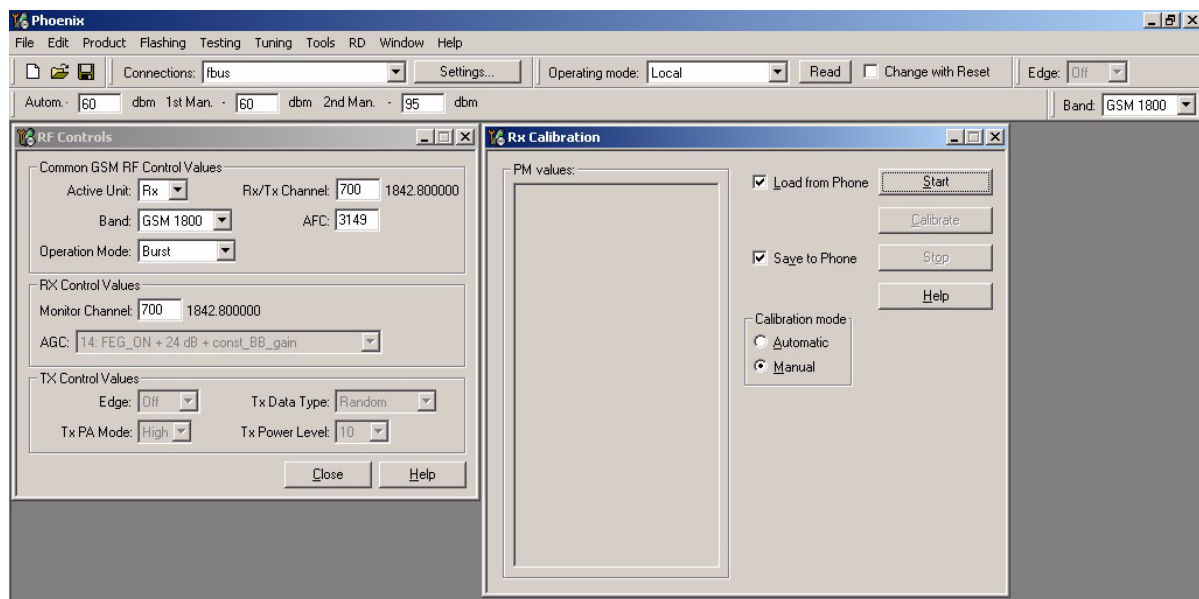 Phoenix
File Edit Product Flashing Testing Tuning Tools RD Window Help
Connections: fbus Settings... Operating mode: Local Read Change with Reset Edge: Off
Autom. - 60 dbm 1st Man. - 60 dbm 2nd Man. - 95 dbm Band: GSM 1800
RF Controls
Common GSM RF Control Values
Active Unit: Rx Rx/Tx Channel: 700 1842.800000
Band: GSM 1800 AFC: 3149
Operation Mode: Burst
RX Control Values
Monitor Channel: 700 1842.800000
AGC: 14: FEG_ON + 24 dB + const_BB_gain
TX Control Values
Edge: Off Tx Data Type: Random
Tx PA Mode: High Tx Power Level: 10
Close Help
Rx Calibration
PM values:
Load from Phone Start
Calibrate
Save to Phone Stop
Help
Calibration mode
Automatic
Manual